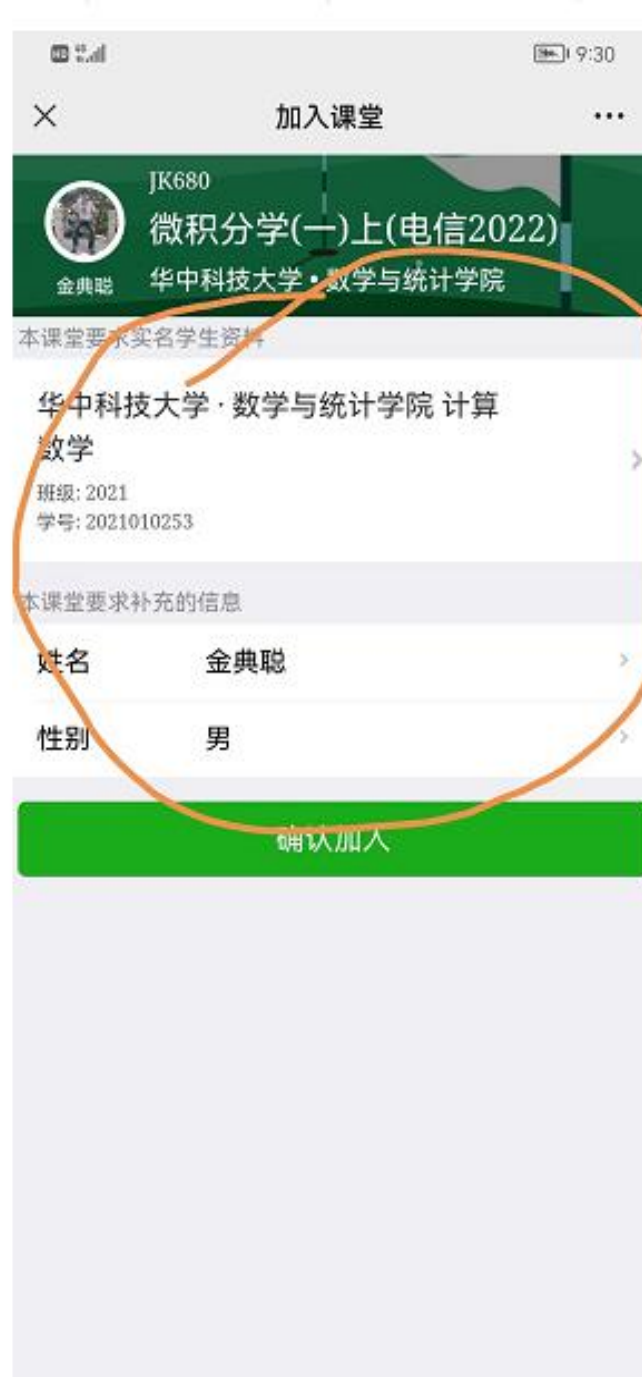 9:30
加入课堂
JK680
微积分学(一)上(电信2022)
金典聪
华中科技大学·数学与统计学院
本课堂要求实名学生资料
华中科技大学·数学与统计学院 计算
数学
班级: 2021
学号: 2021010253
本课堂要求补充的信息
姓名 金典聪
性别 男
确认加入